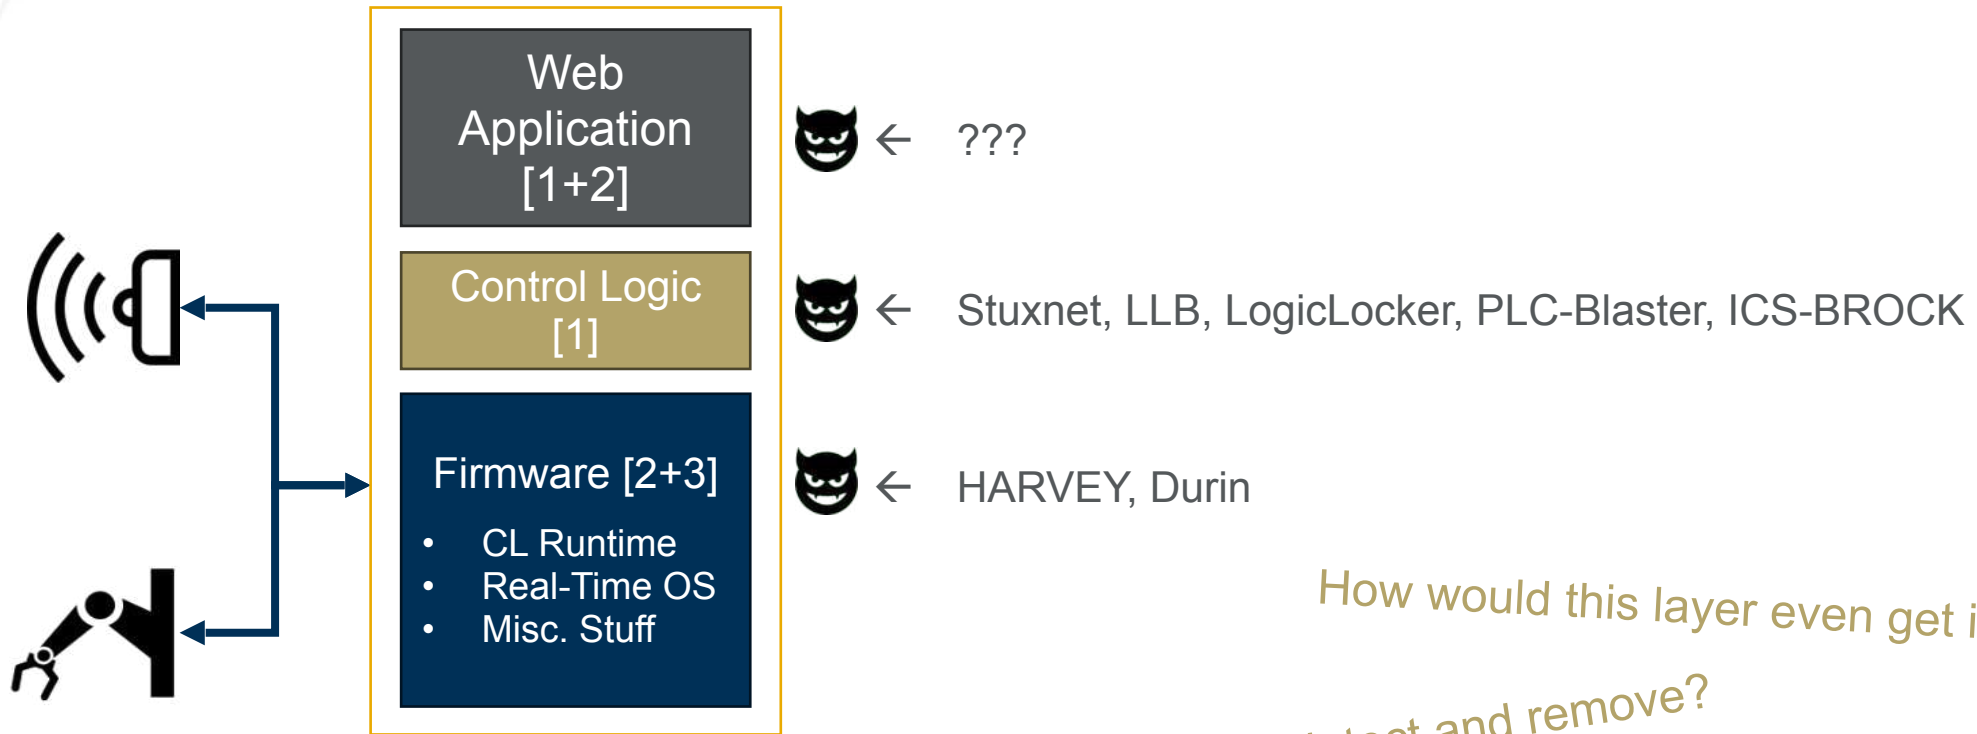 Web
Application
[1+2]
← ???
Control Logic
[1]
← Stuxnet, LLB, LogicLocker, PLC-Blaster, ICS-BROCK
Firmware [2+3]
• CL Runtime
• Real-Time OS
• Misc. Stuff
← HARVEY, Durin
How would this layer even get
and remove?